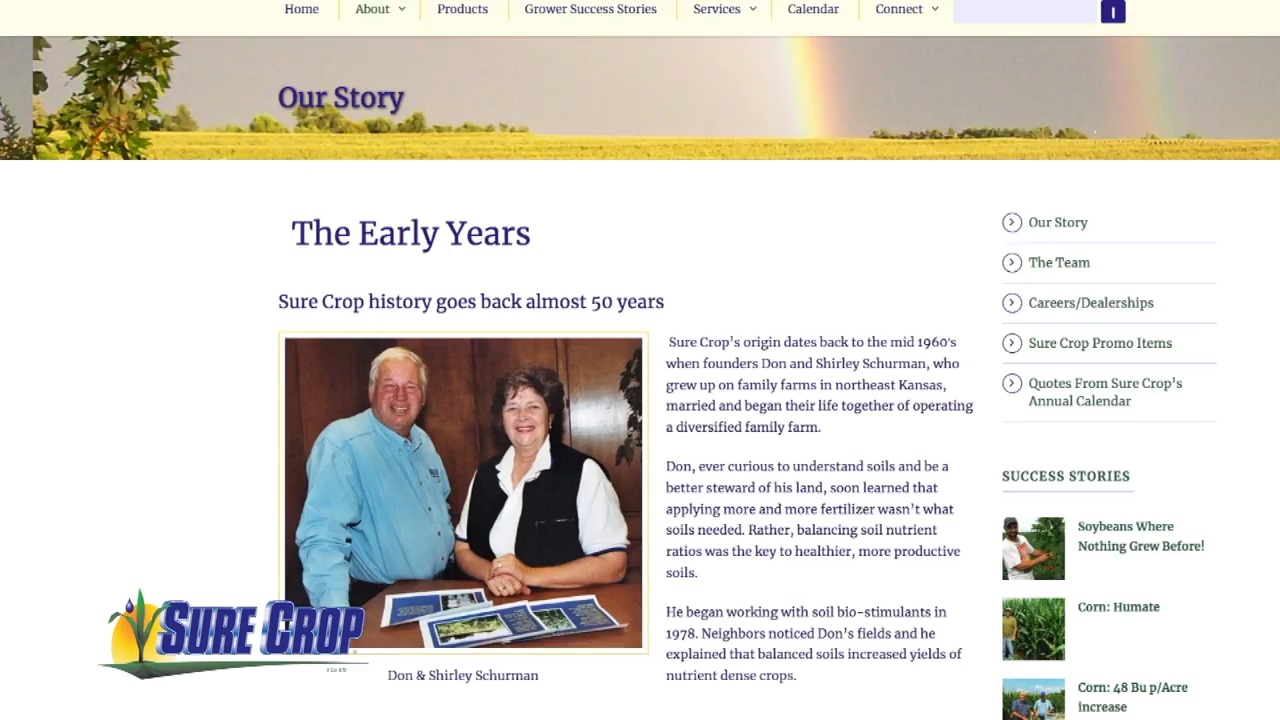 Home
About
Products
Grower Success Stories
Services
Calendar
Connect
Our Story
The Early Years
Sure Crop history goes back almost 50 years
Sure Crop’s origin dates back to the mid 1960's
when founders Don and Shirley Schurman, who
grew up on family farms in northeast Kansas,
married and began their life together of operating
a diversified family farm.
Don, ever curious to understand soils and be a
better steward of his land, soon learned that
applying more and more fertilizer wasn’t what
soils needed. Rather, balancing soil nutrient
ratios was the key to healthier, more productive
soils.
He began working with soil bio-stimulants in
1978. Neighbors noticed Don’s fields and he
explained that balanced soils increased yields of
nutrient dense crops.
Don & Shirley Schurman
SURE CROP
Our Story
The Team
Careers/Dealerships
Sure Crop Promo Items
Quotes From Sure Crop’s
Annual Calendar
SUCCESS STORIES
Soybeans Where
Nothing Grew Before!
Corn: Humate
Corn: 48 Bu p/Acre
increase